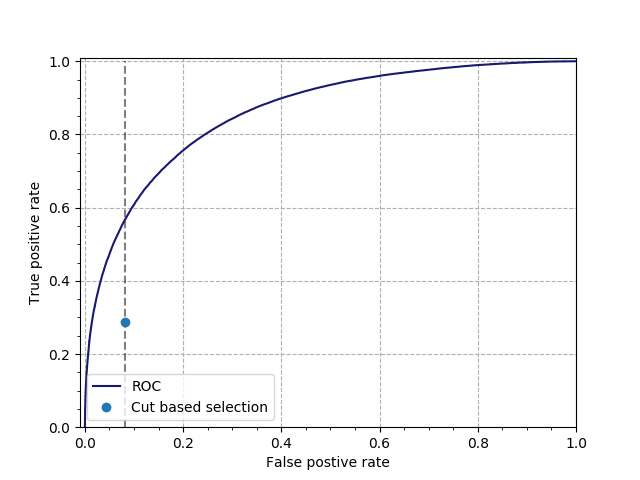 1.0
0.8
0.6
0.4
0.2
0.0
True positive rate
ROC
Cut based selection
0.0 0.2 0.4 0.6 0.8 1.0
False postive rate